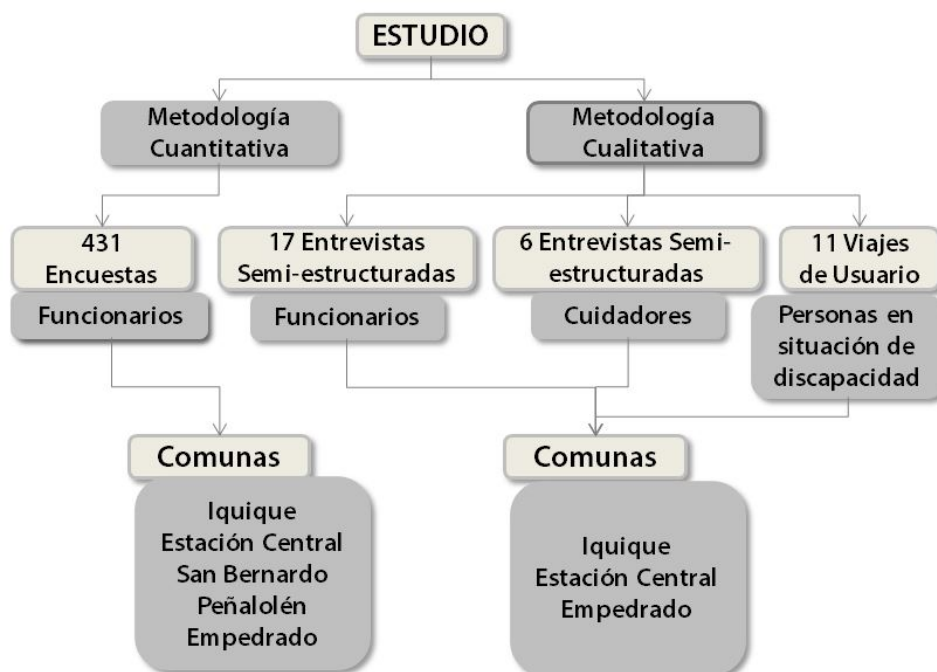 ESTUDIO
Metodología
Cuantitativa
Metodología
Cualitativa
431
Encuestas
Funcionarios
17 Entrevistas
Semi-estructuradas
Funcionarios
6 Entrevistas Semi-
estructuradas
Cuidadores
11 Viajes
de Usuario
Personas en
situación de
discapacidad
Comunas
Iquique
Estación Central
San Bernardo
Peñalolén
Empedrado
Comunas
Iquique
Estación Central
Empedrado